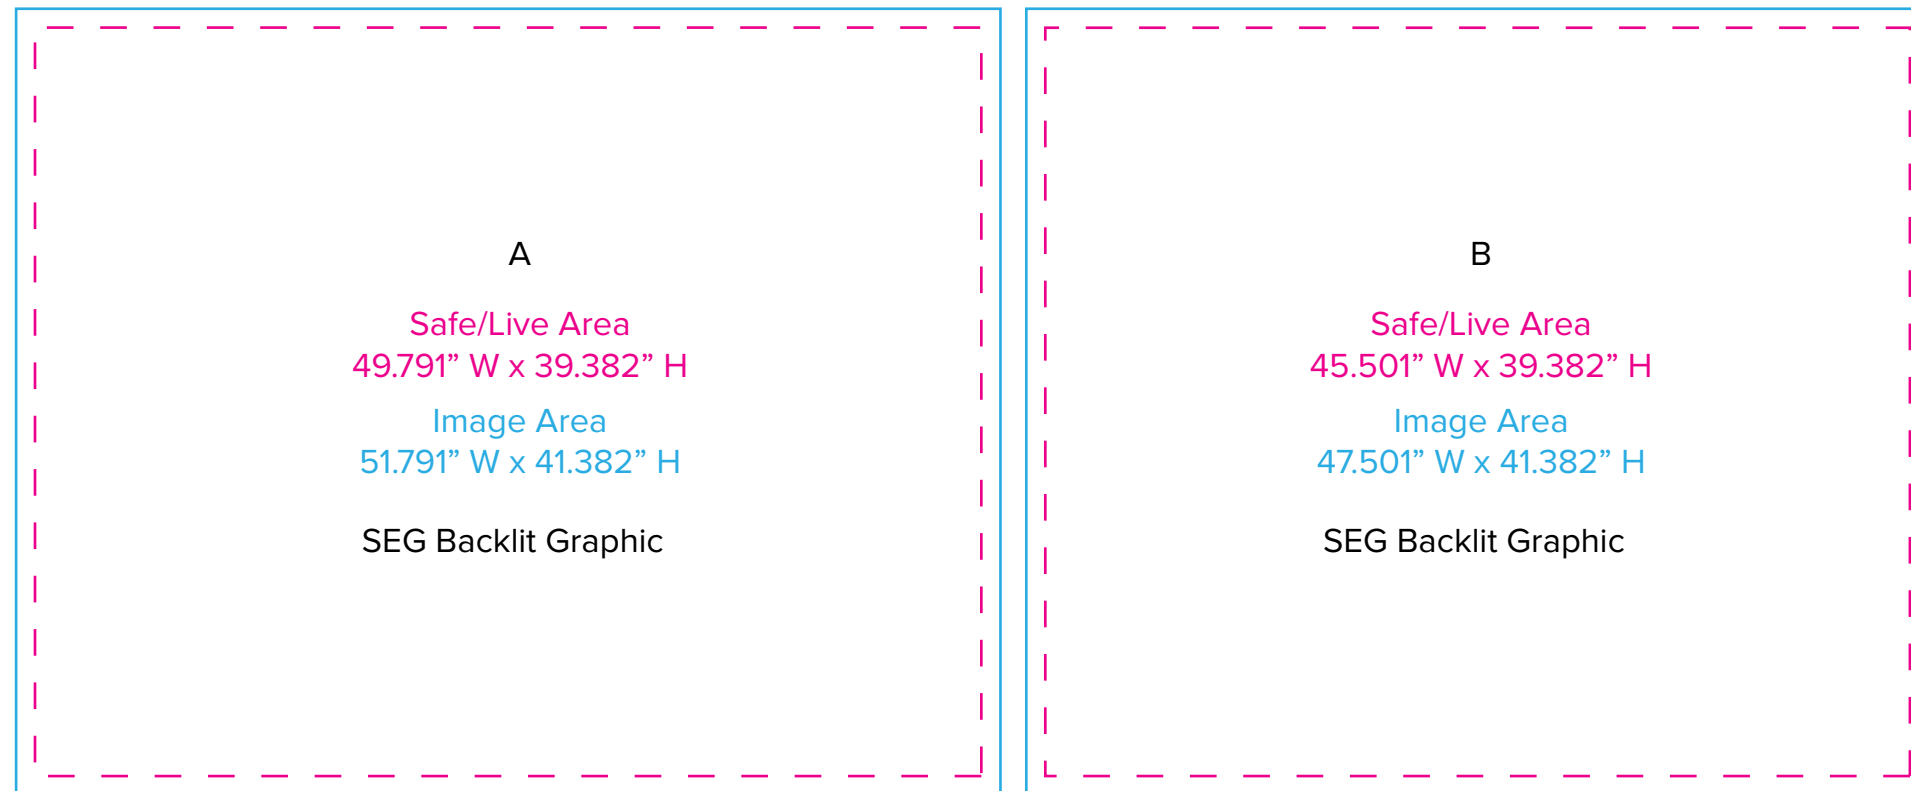 A
Safe/Live Area
49.791” W x 39.382” H
Image Area
51.791” W x 41.382” H
SEG Backlit Graphic
B
Safe/Live Area
45.501” W x 39.382” H
Image Area
47.501” W x 41.382” H
SEG Backlit Graphic